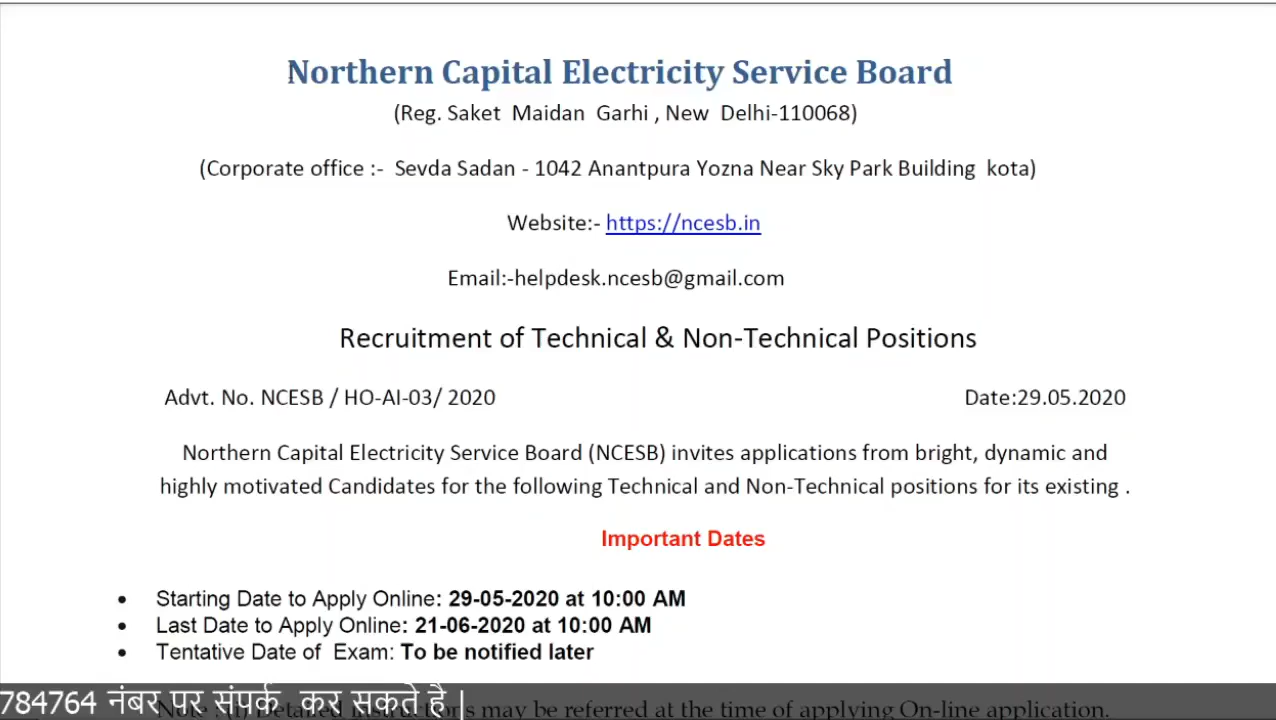 Northern Capital Electricity Service Board
(Reg. Saket Maidan Garhi , New Delhi-110068)
(Corporate office :- Sevda Sadan - 1042 Anantpura Yozna Near Sky Park Building kota)
Website:- https://ncesb.in
Email:-helpdesk.ncesb@gmail.com
Recruitment of Technical & Non-Technical Positions
Advt. No. NCESB / HO-AI-03/ 2020 Date:29.05.2020
Northern Capital Electricity Service Board (NCESB) invites applications from bright, dynamic and
highly motivated Candidates for the following Technical and Non-Technical positions for its existing .
Important Dates
• Starting Date to Apply Online: 29-05-2020 at 10:00 AM
• Last Date to Apply Online: 21-06-2020 at 10:00 AM
• Tentative Date of Exam: To be notified later
784764 नंबर पर संपर्क कर सकते है |
Note :(i) Detailed instructions may be referred at the time of applying On-line application.